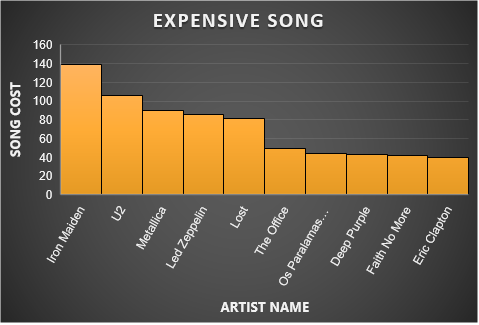 EXPENSIVE SONG
SONG COST
160
140
120
100
80
60
40
20
0
Iron Maiden
U2
Metallica
Led Zeppelin
Lost
The Office
Os Paralamas...
Deep Purple
Faith No More
Eric Clapton
ARTIST NAME